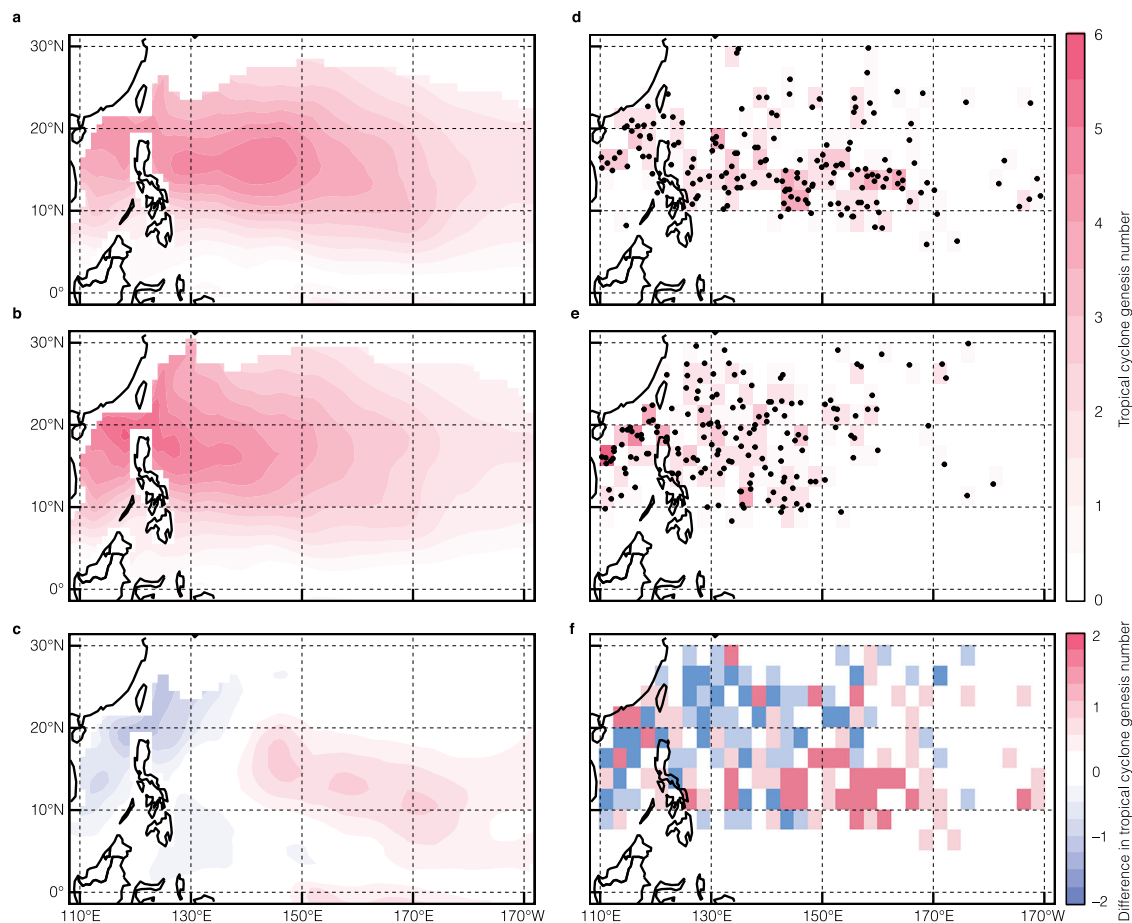 a
d
30°N
20°N
10°N
0°
6
5
4
3
2
1
0
Tropical cyclone genesis number
b
e
30°N
20°N
10°N
0°
c
f
30°N
20°N
10°N
0°
2
1
0
−1
−2
Difference in tropical cyclone genesis number
110°E 130°E 150°E 170°E 170°W
110°E 130°E 150°E 170°E 170°W